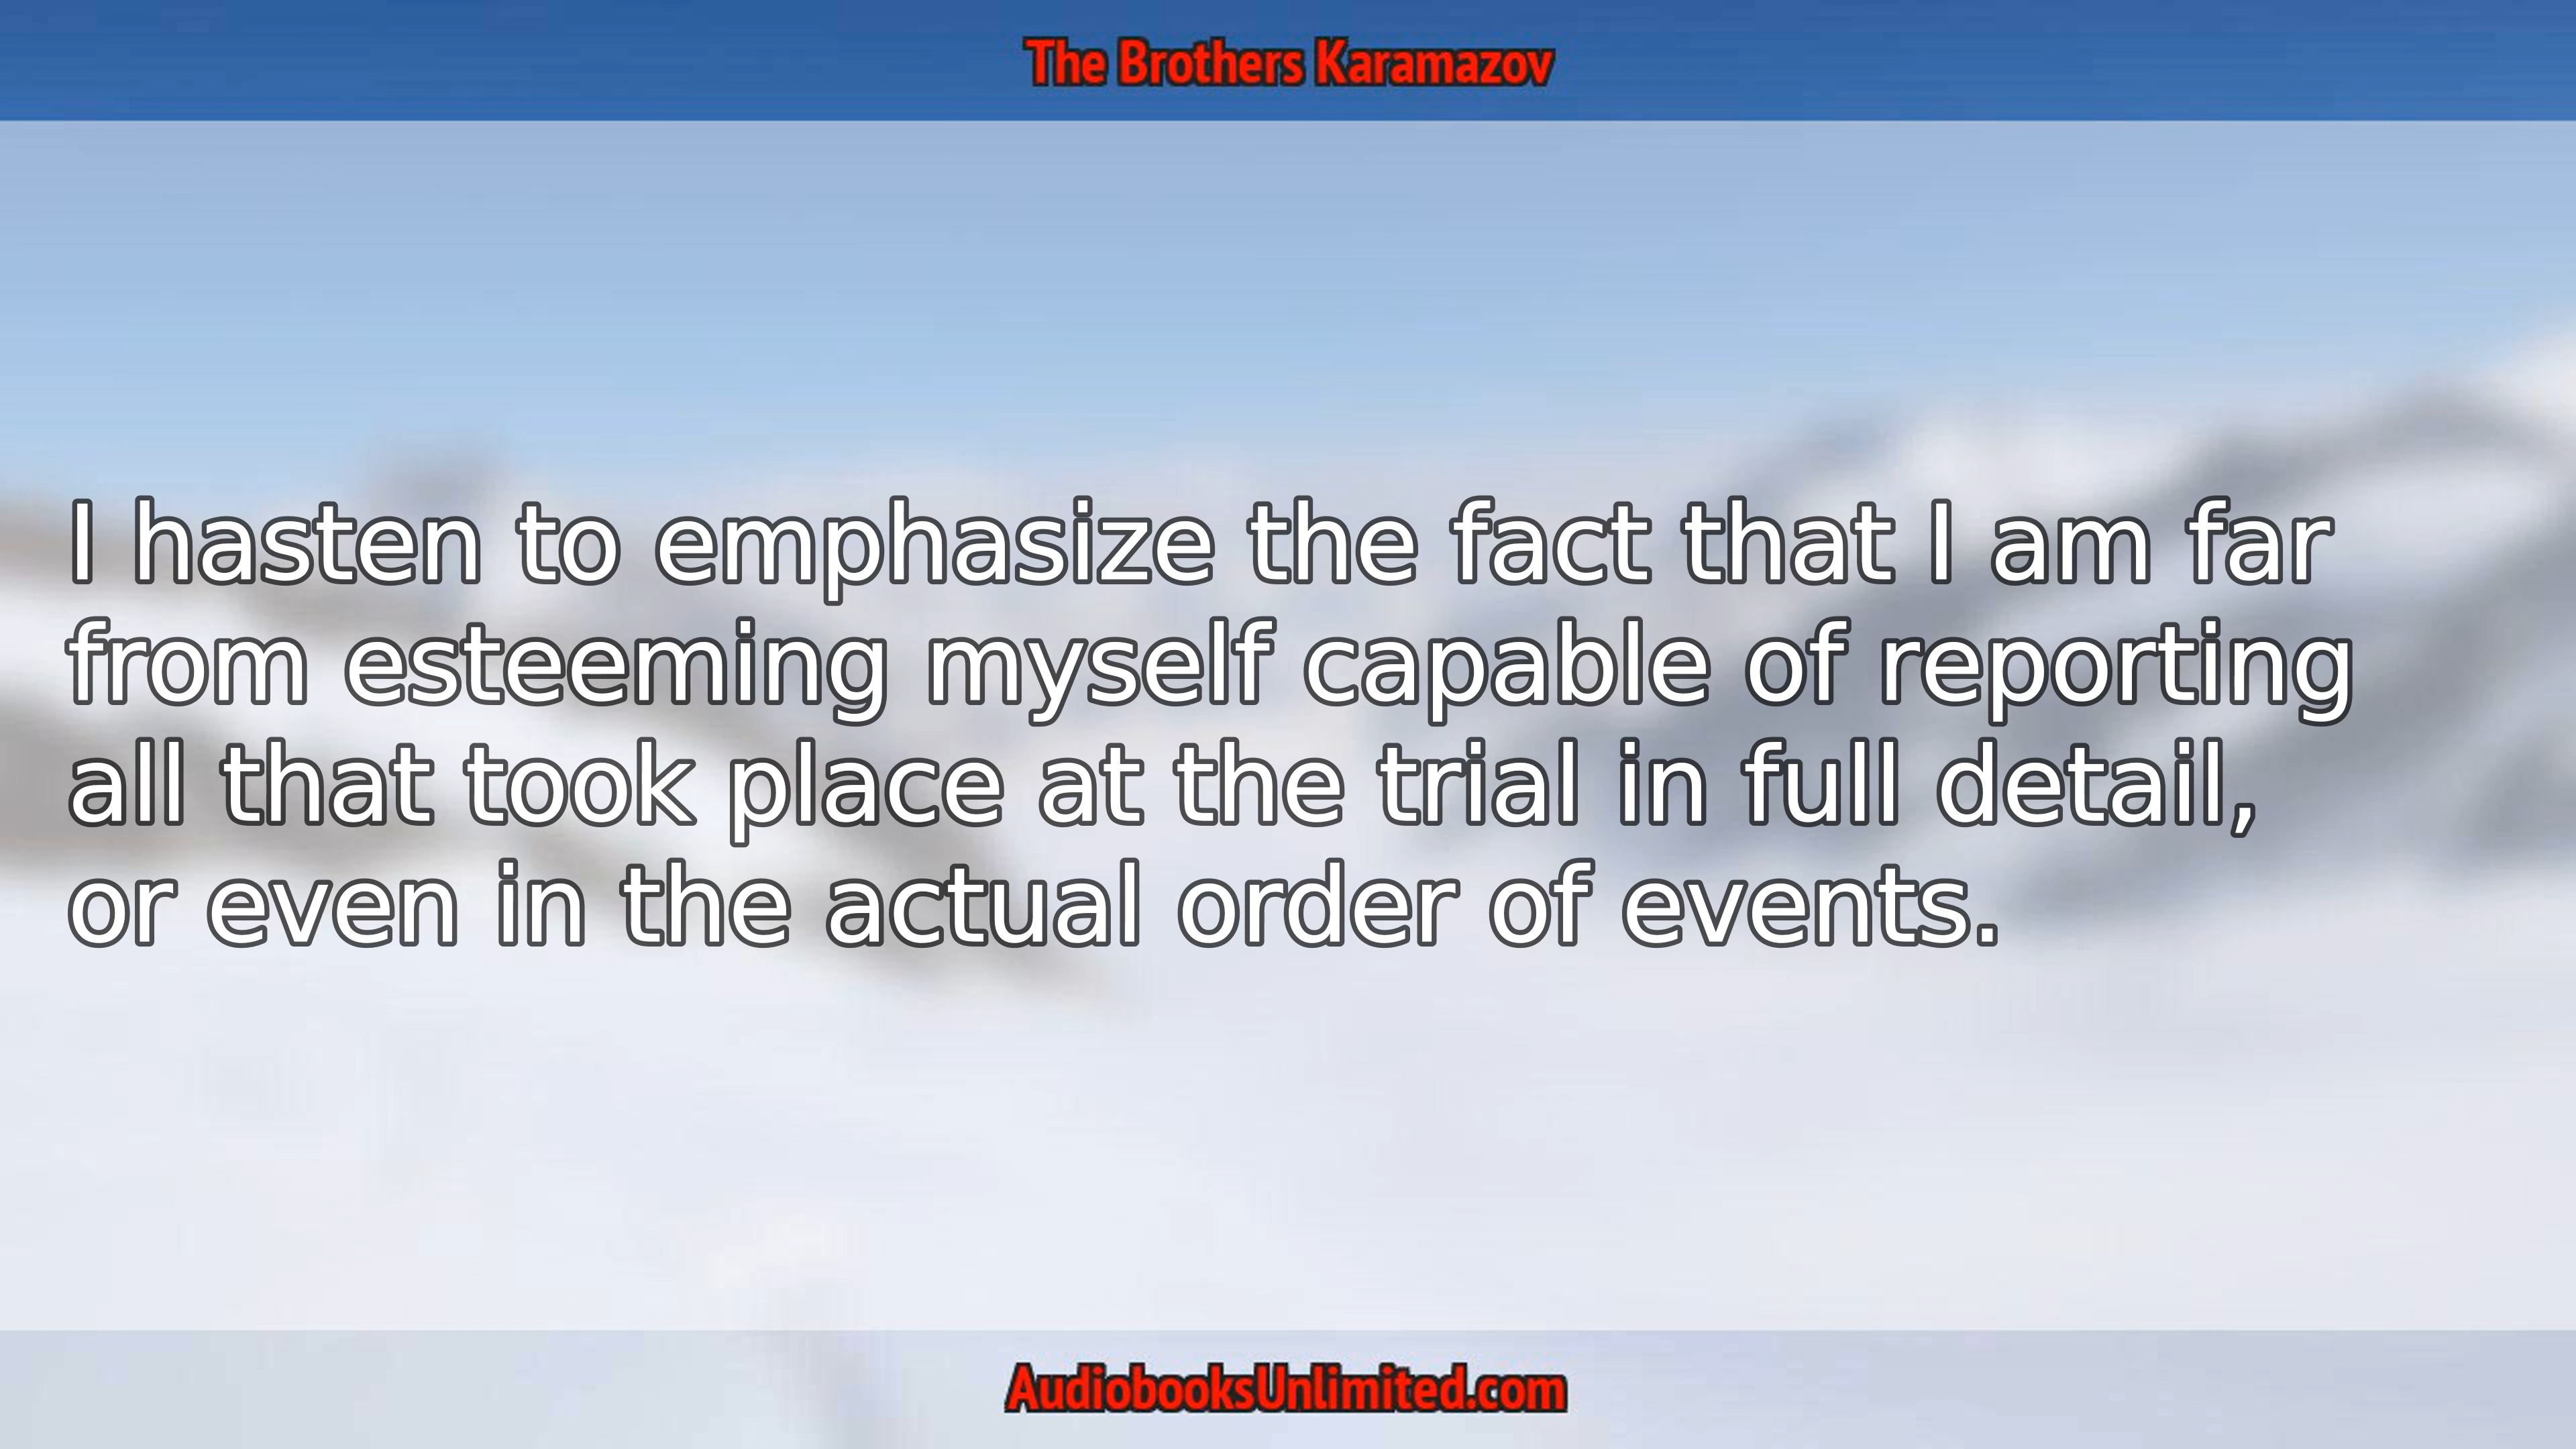 The Brothers Karamazov
I hasten to emphasize the fact that I am far
from esteeming myself capable of reporting
all that took place at the trial in full detail,
or even in the actual order of events.
AudiobooksUnlimited.com